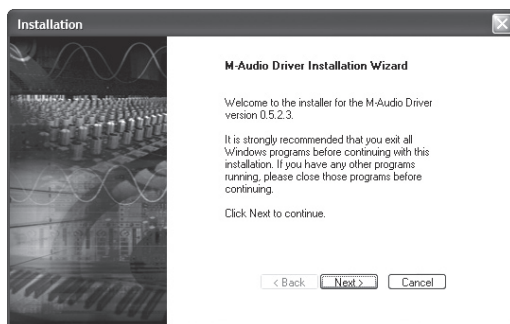 Installation
M-Audio Driver Installation Wizard
Welcome to the installer for the M-Audio Driver
version 0.5.2.3.
It is strongly recommended that you exit all
Windows programs before continuing with this
installation. If you have any other programs
running, please close those programs before
continuing.
Click Next to continue.
< Back Next > Cancel